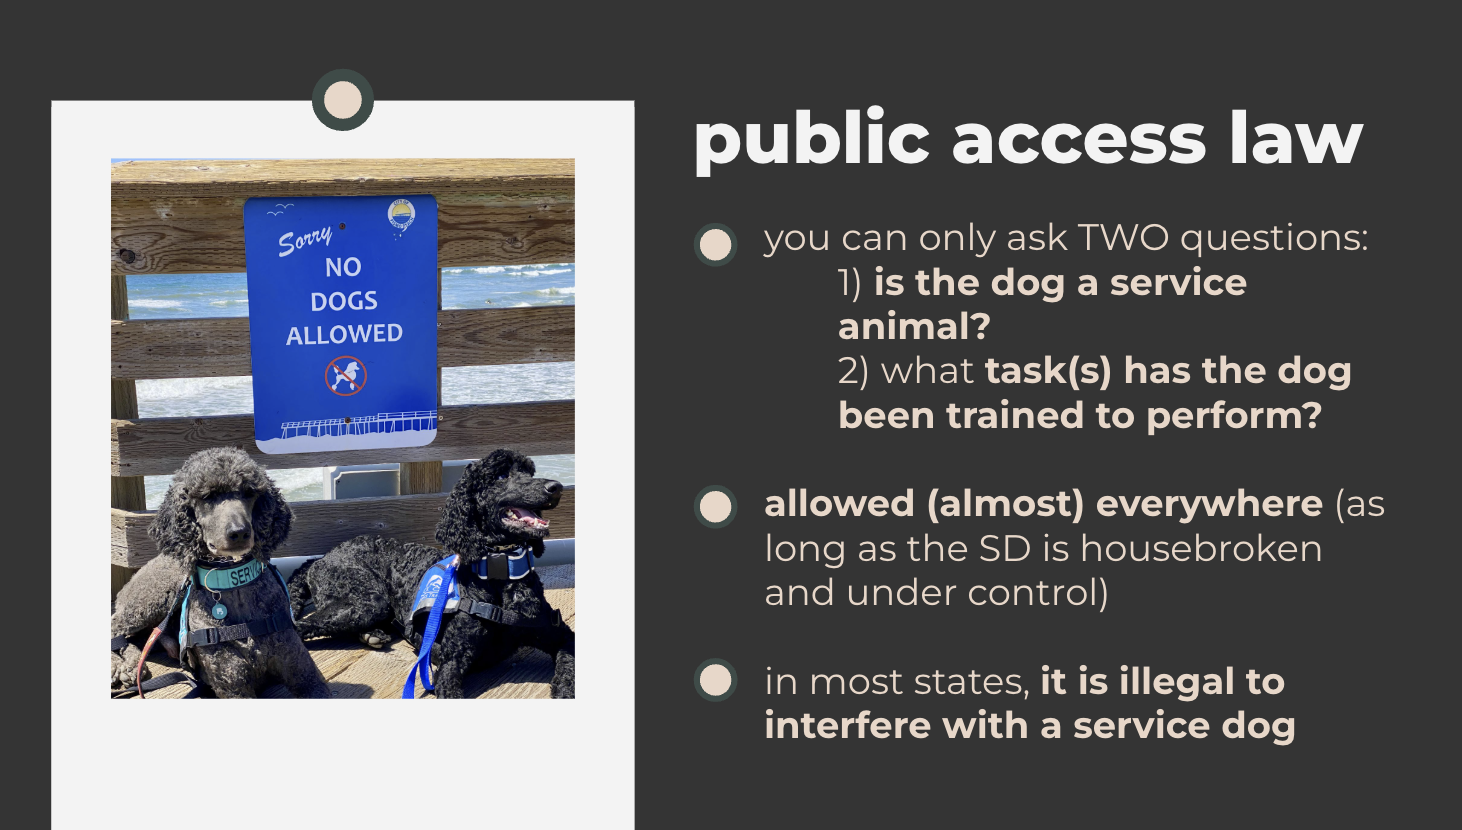 public access law
you can only ask TWO questions:
1) is the dog a service
animal?
2) what task(s) has the dog
been trained to perform?
allowed (almost) everywhere (as
long as the SD is housebroken
and under control)
in most states, it is illegal to
interfere with a service dog
Sorry
NO
DOGS
ALLOWED